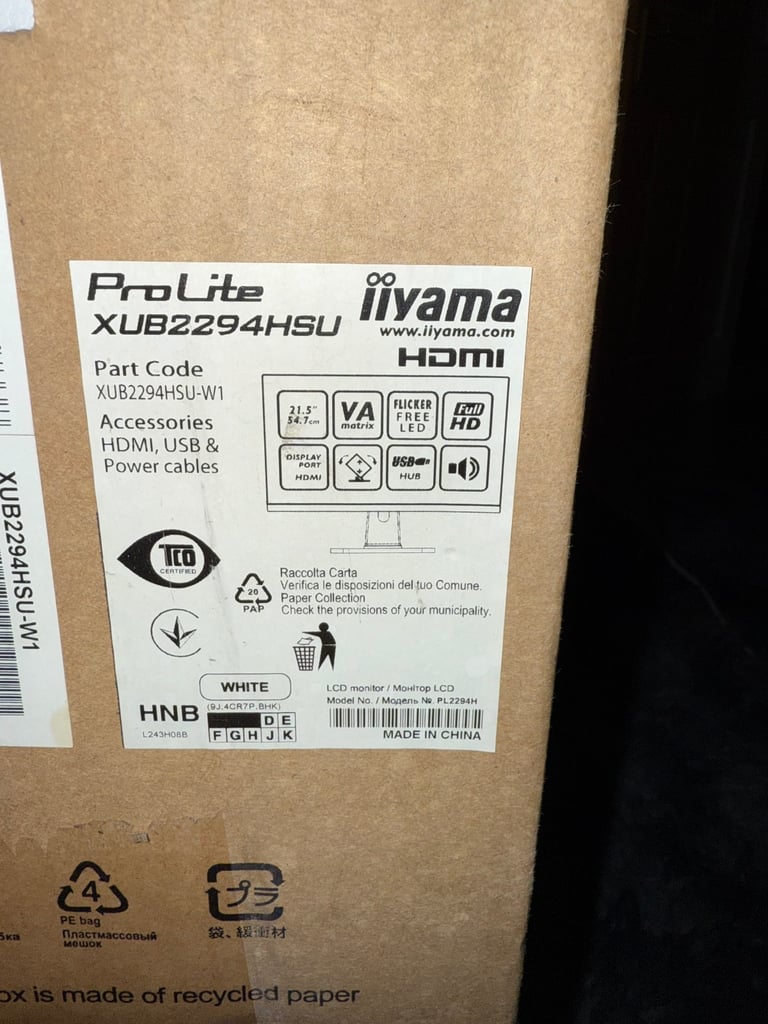 ProLite
XUB2294HSU
iiyama
www.iiyama.com
HDMI
Part Code
XUB2294HSU-W1
Accessories
HDMI, USB &
Power cables
21.5"
54.7cm
VA
matrix
FLICKER
FREE
LED
Full
HD
DISPLAY
PORT
HDMI
USB
HUB
TCO
CERTIFIED
20
PAP
Raccolta Carta
Verifica le disposizioni del tuo Comune.
Paper Collection
Check the provisions of your municipality.
WHITE
HNB
(9J.4CR7P.BHK)
D E
F G H J K
L243H08B
LCD monitor / Монітор LCD
Model No. / Модель №. PL2294H
MADE IN CHINA
XUB2294HSU-W1
4
PE bag
Пластмассовый
мешок
プラ
袋、緩衝材
is made of recycled paper